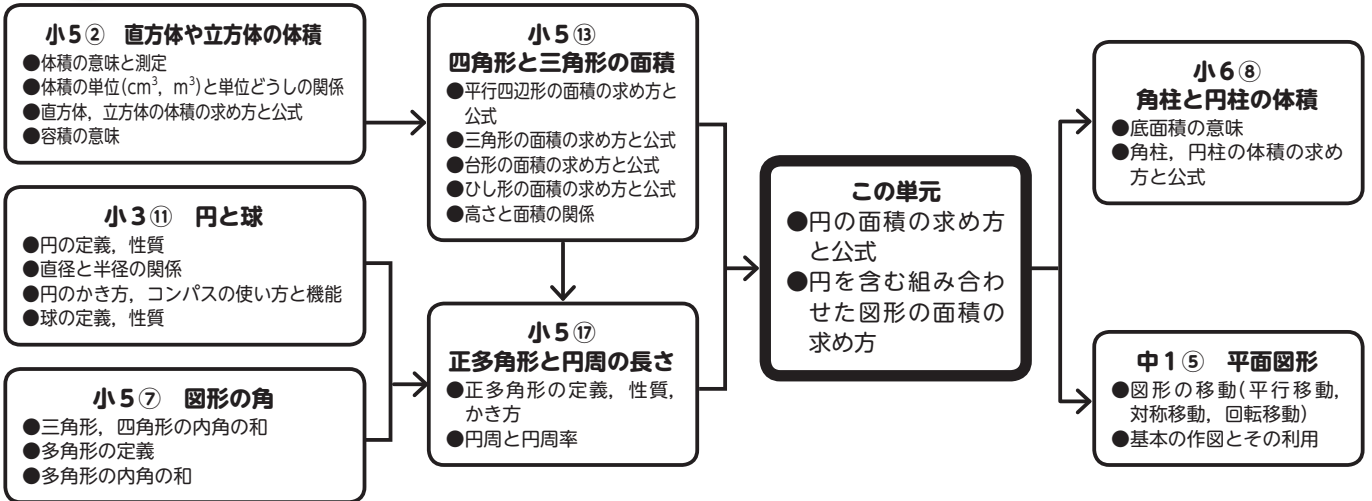 小5② 直方体や立方体の体積
●体積の意味と測定
●体積の単位(cm³，m³)と単位どうしの関係
●直方体，立方体の体積の求め方と公式
●容積の意味
小3⑪ 円と球
●円の定義，性質
●直径と半径の関係
●円のかき方，コンパスの使い方と機能
●球の定義，性質
小5⑦ 図形の角
●三角形，四角形の内角の和
●多角形の定義
●多角形の内角の和
小5⑬
四角形と三角形の面積
●平行四辺形の面積の求め方と
公式
●三角形の面積の求め方と公式
●台形の面積の求め方と公式
●ひし形の面積の求め方と公式
●高さと面積の関係
小5⑰
正多角形と円周の長さ
●正多角形の定義，性質，
かき方
●円周と円周率
この単元
●円の面積の求め方
と公式
●円を含む組み合わ
せた図形の面積の
求め方
小6⑧
角柱と円柱の体積
●底面積の意味
●角柱，円柱の体積の求め
方と公式
中1⑤ 平面図形
●図形の移動(平行移動，
対称移動，回転移動)
●基本の作図とその利用